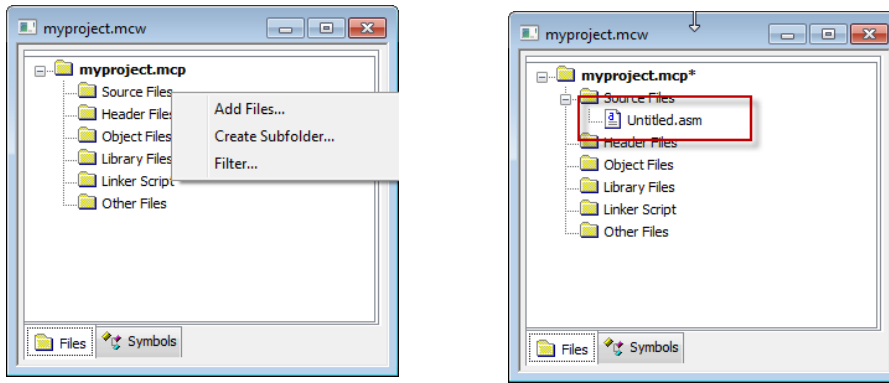 myproject.mcw
myproject.mcp
Source Files
Header Files
Object Files
Library Files
Linker Script
Other Files
Add Files...
Create Subfolder...
Filter...
Files
Symbols
myproject.mcw
myproject.mcp*
Source Files
Untitled.asm
Header Files
Object Files
Library Files
Linker Script
Other Files
Files
Symbols